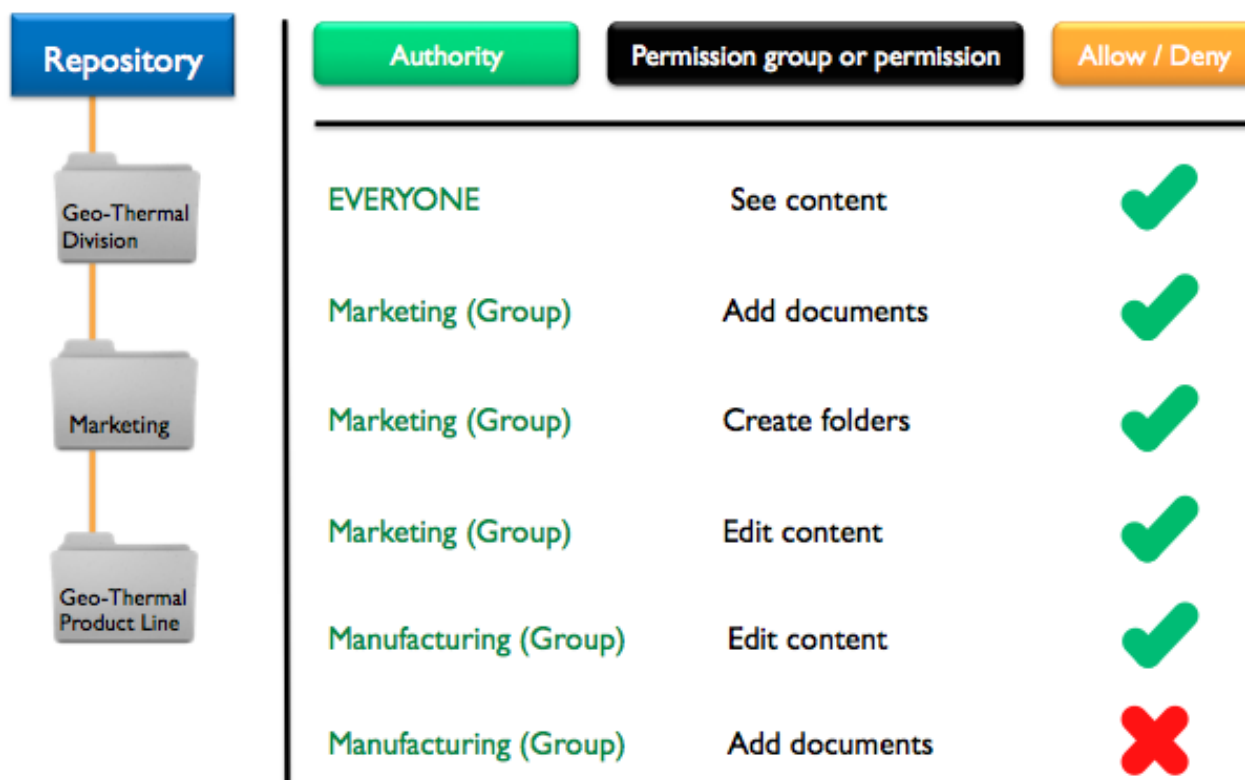 Repository
Geo-Thermal
Division
Marketing
Geo-Thermal
Product Line
Authority Permission group or permission Allow / Deny
EVERYONE See content
Marketing (Group) Add documents
Marketing (Group) Create folders
Marketing (Group) Edit content
Manufacturing (Group) Edit content
Manufacturing (Group) Add documents